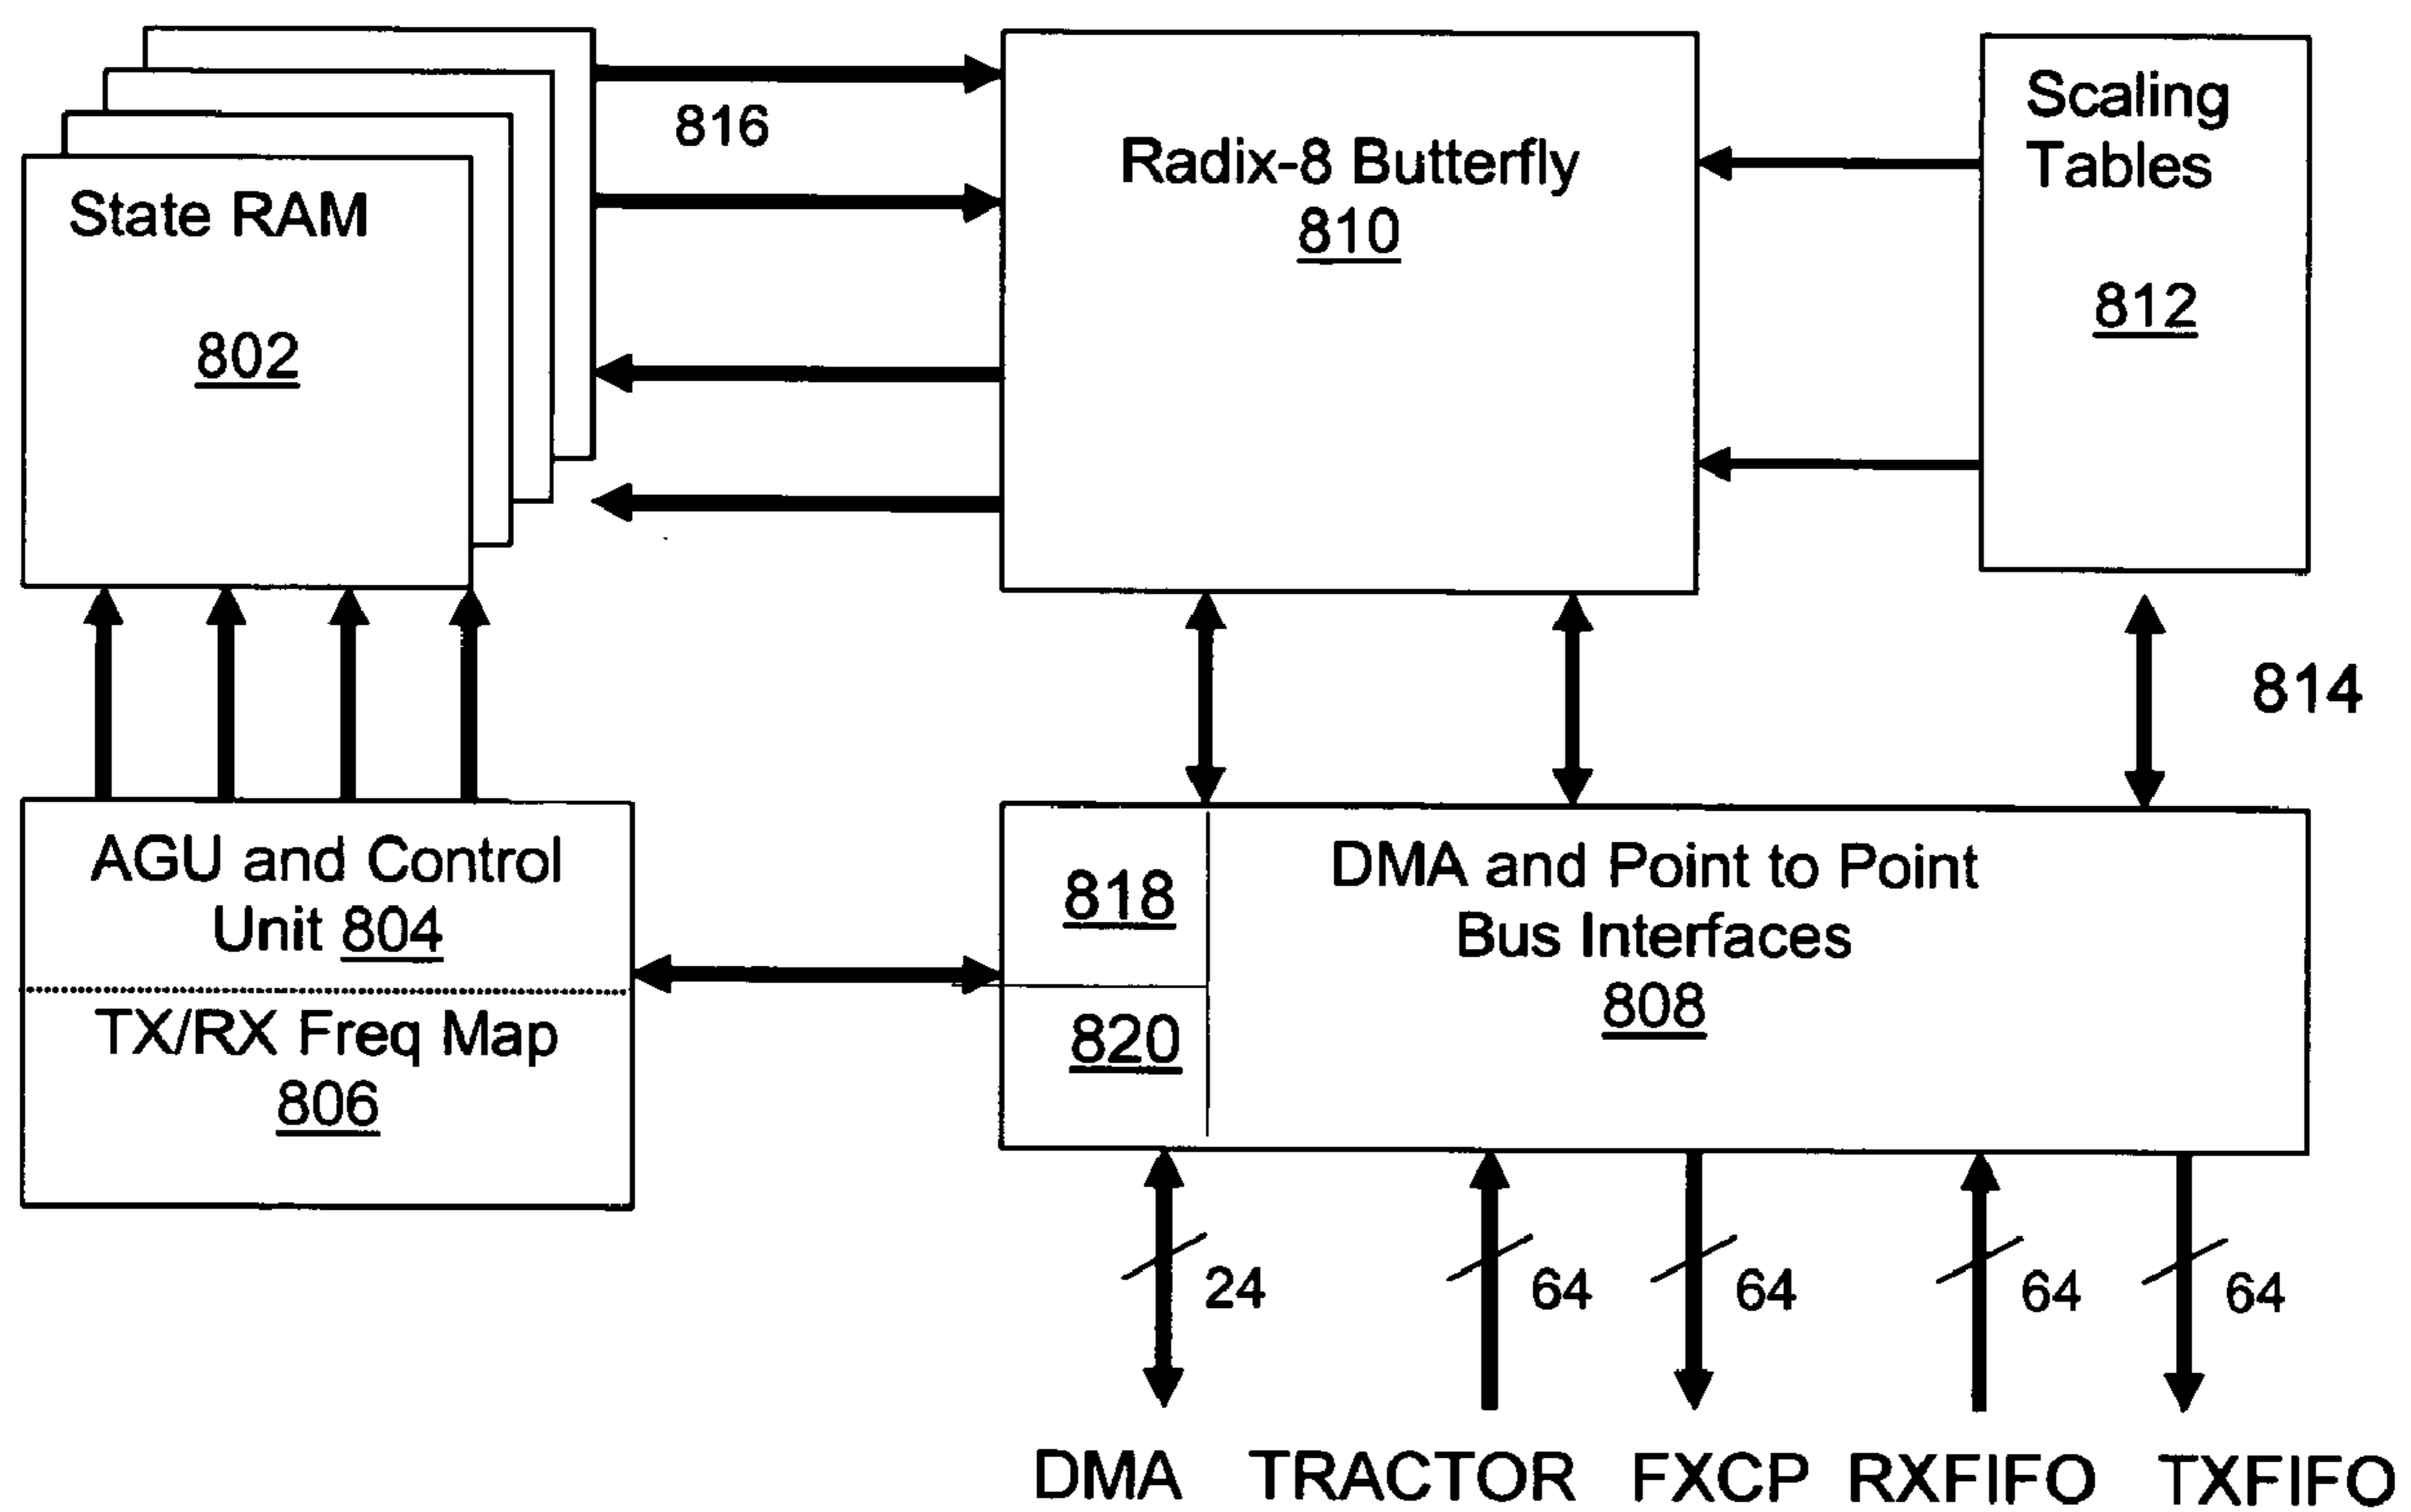 State RAM
802
816
Radix-8 Butterfly
810
Scaling
Tables
812
814
AGU and Control
Unit 804
TX/RX Freq Map
806
818
820
DMA and Point to Point
Bus Interfaces
808
24
64
64
64
64
DMA
TRACTOR
FXCP
RXFIFO
TXFIFO